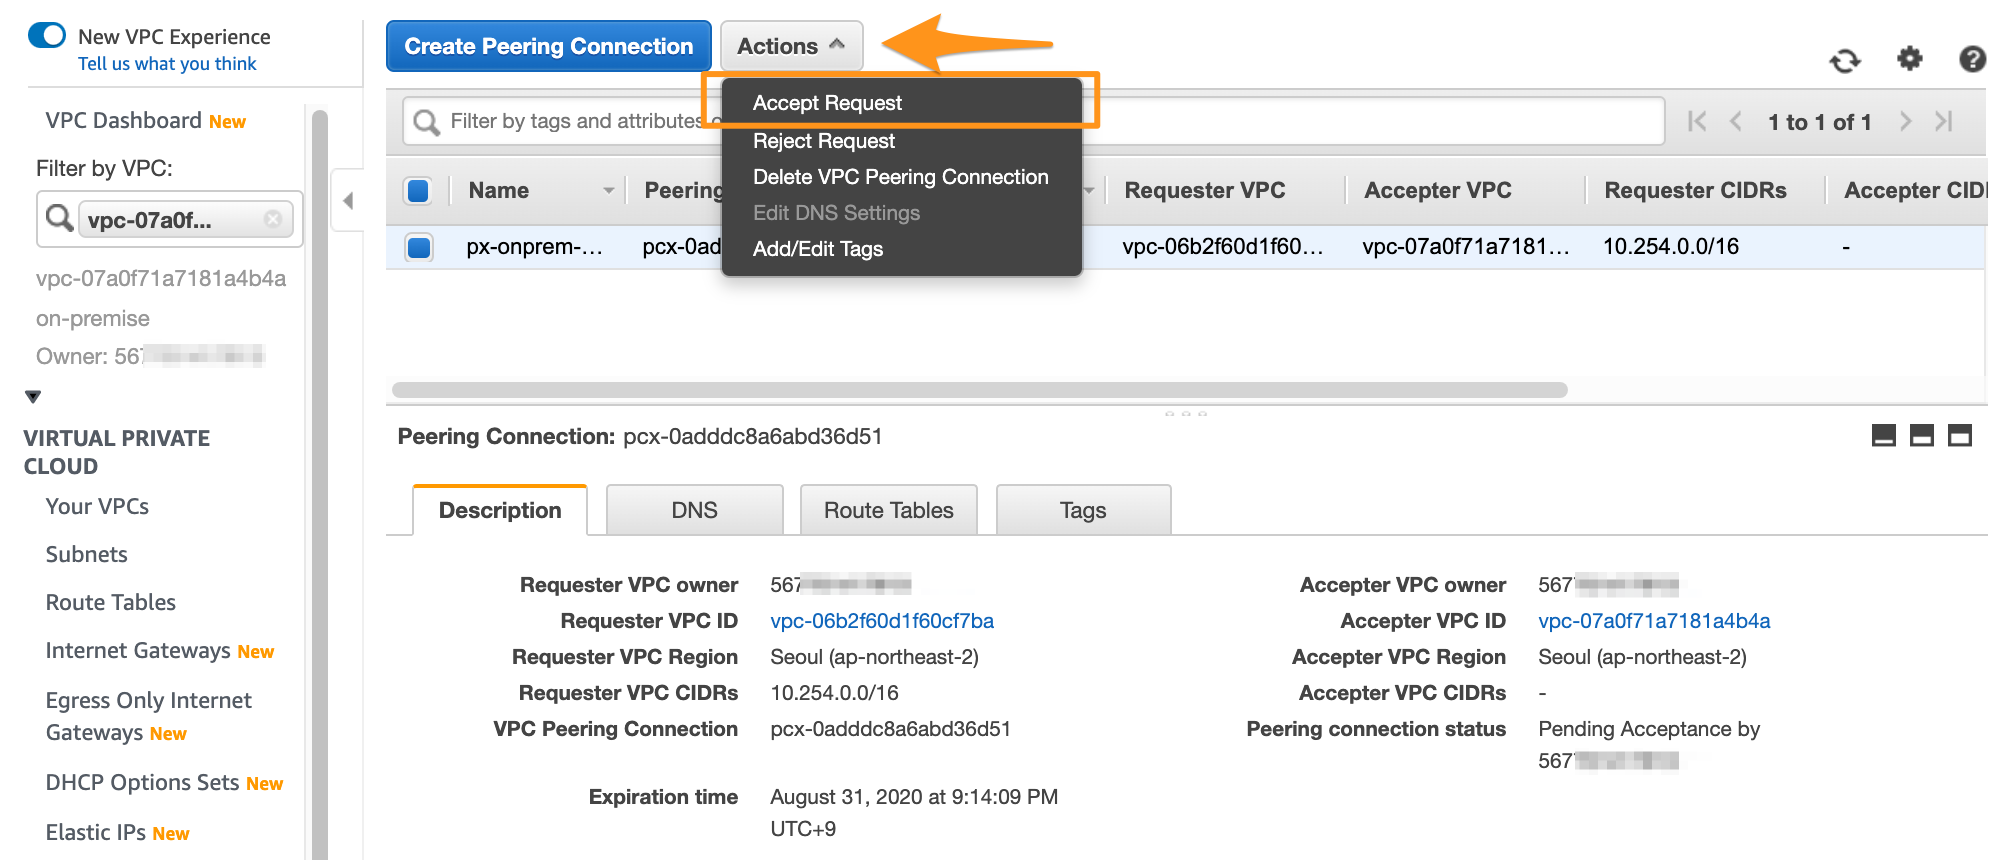 New VPC Experience
Tell us what you think
VPC Dashboard New
Filter by VPC:
vpc-07a0f...
vpc-07a0f71a7181a4b4a
on-premise
Owner: 567
VIRTUAL PRIVATE
CLOUD
Your VPCs
Subnets
Route Tables
Internet Gateways New
Egress Only Internet
Gateways New
DHCP Options Sets New
Elastic IPs New
Create Peering Connection Actions
Filter by tags and attributes
1 to 1 of 1
Accept Request
Reject Request
Delete VPC Peering Connection
Edit DNS Settings
Add/Edit Tags
Name Peering Requester VPC Accepter VPC Requester CIDRs Accepter CID
px-onprem-... pcx-0ad vpc-06b2f60d1f60... vpc-07a0f71a7181... 10.254.0.0/16 -
Peering Connection: pcx-0adddc8a6abd36d51
Description DNS Route Tables Tags
Requester VPC owner 567
Requester VPC ID vpc-06b2f60d1f60cf7ba
Requester VPC Region Seoul (ap-northeast-2)
Requester VPC CIDRs 10.254.0.0/16
VPC Peering Connection pcx-0adddc8a6abd36d51
Expiration time August 31, 2020 at 9:14:09 PM
UTC+9
Accepter VPC owner 567
Accepter VPC ID vpc-07a0f71a7181a4b4a
Accepter VPC Region Seoul (ap-northeast-2)
Accepter VPC CIDRs -
Peering connection status Pending Acceptance by
567